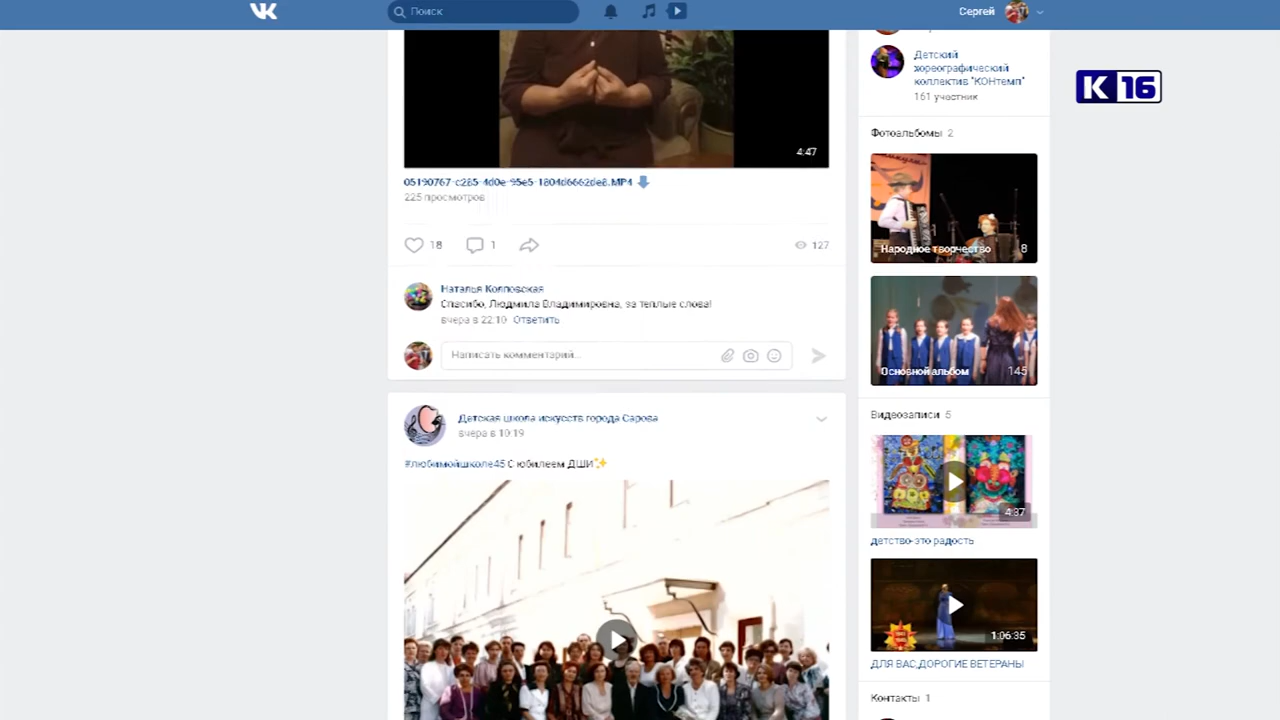 Поиск
Сергей
K 16
4:47
05190767-c285-4d0e-95e5-1804d6662de8.MP4
225 просмотров
18
1
127
Наталья Колповская
Спасибо, Людмила Владимировна, за теплые слова!
вчера в 22:10 Ответить
Написать комментарий...
Детская школа искусств города Сарова
вчера в 10:19
#любимойшколе45 С юбилеем ДШИ✨
Детский
хореографический
коллектив "КОНтемп"
161 участник
Фотоальбомы 2
Народное творчество 8
Основной альбом 145
Видеозаписи 5
4:37
детство-это радость
1:06:35
ДЛЯ ВАС,ДОРОГИЕ ВЕТЕРАНЫ
Контакты 1